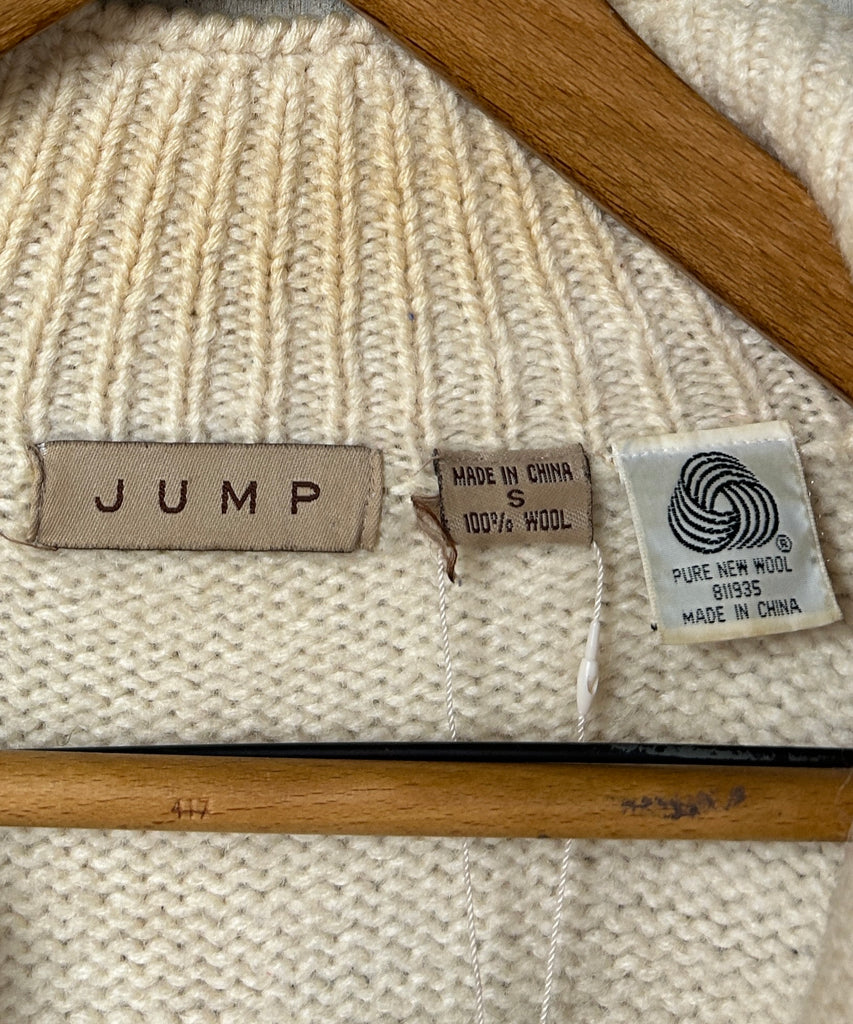 JUMP
MADE IN CHINA
S
100% WOOL
®
PURE NEW WOOL
811935
MADE IN CHINA
417